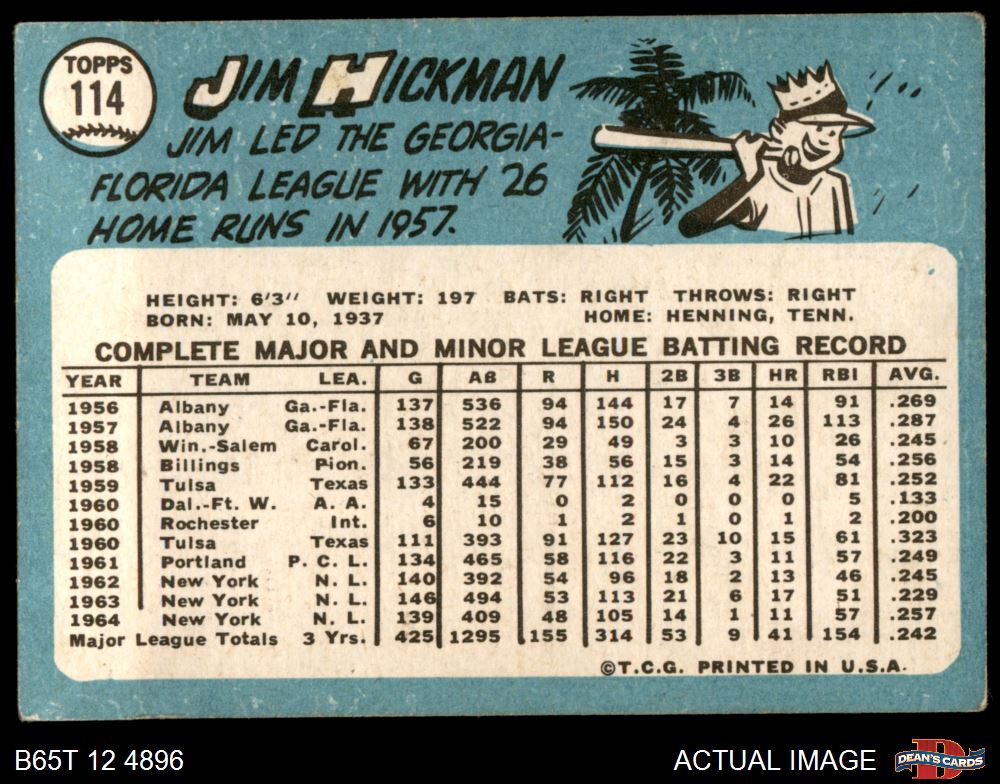 TOPPS
114
JIM HICKMAN
JIM LED THE GEORGIA-
FLORIDA LEAGUE WITH 26
HOME RUNS IN 1957.
HEIGHT: 6'3" WEIGHT: 197 BATS: RIGHT THROWS: RIGHT
BORN: MAY 10, 1937 HOME: HENNING, TENN.
COMPLETE MAJOR AND MINOR LEAGUE BATTING RECORD
YEAR TEAM LEA. G AB R H 2B 3B HR RBI AVG.
1956 Albany Ga.-Fla. 137 536 94 144 17 7 14 91 .269
1957 Albany Ga.-Fla. 138 522 94 150 24 4 26 113 .287
1958 Win.-Salem Carol. 67 200 29 49 3 3 10 26 .245
1958 Billings Pion. 56 219 38 56 15 3 14 54 .256
1959 Tulsa Texas 133 444 77 112 16 4 22 81 .252
1960 Dal.-Ft. W. A. A. 4 15 0 2 0 0 0 5 .133
1960 Rochester Int. 6 10 1 2 1 0 1 2 .200
1960 Tulsa Texas 111 393 91 127 23 10 15 61 .323
1961 Portland P. C. L. 134 465 58 116 22 3 11 57 .249
1962 New York N. L. 140 392 54 96 18 2 13 46 .245
1963 New York N. L. 146 494 53 113 21 6 17 51 .229
1964 New York N. L. 139 409 48 105 14 1 11 57 .257
Major League Totals 3 Yrs. 425 1295 155 314 53 9 41 154 .242
©T.C.G. PRINTED IN U.S.A.
B65T 12 4896 ACTUAL IMAGE
DEAN'S CARDS